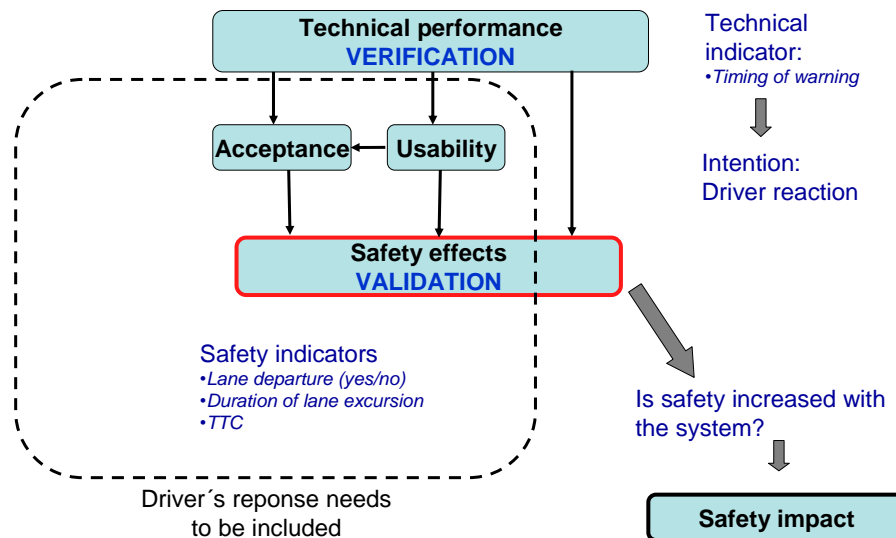 Technical performance
VERIFICATION
Technical
indicator:
•Timing of warning
Acceptance
Usability
Intention:
Driver reaction
Safety effects
VALIDATION
Safety indicators
•Lane departure (yes/no)
•Duration of lane excursion
•TTC
Is safety increased with
the system?
Driver´s reponse needs
to be included
Safety impact